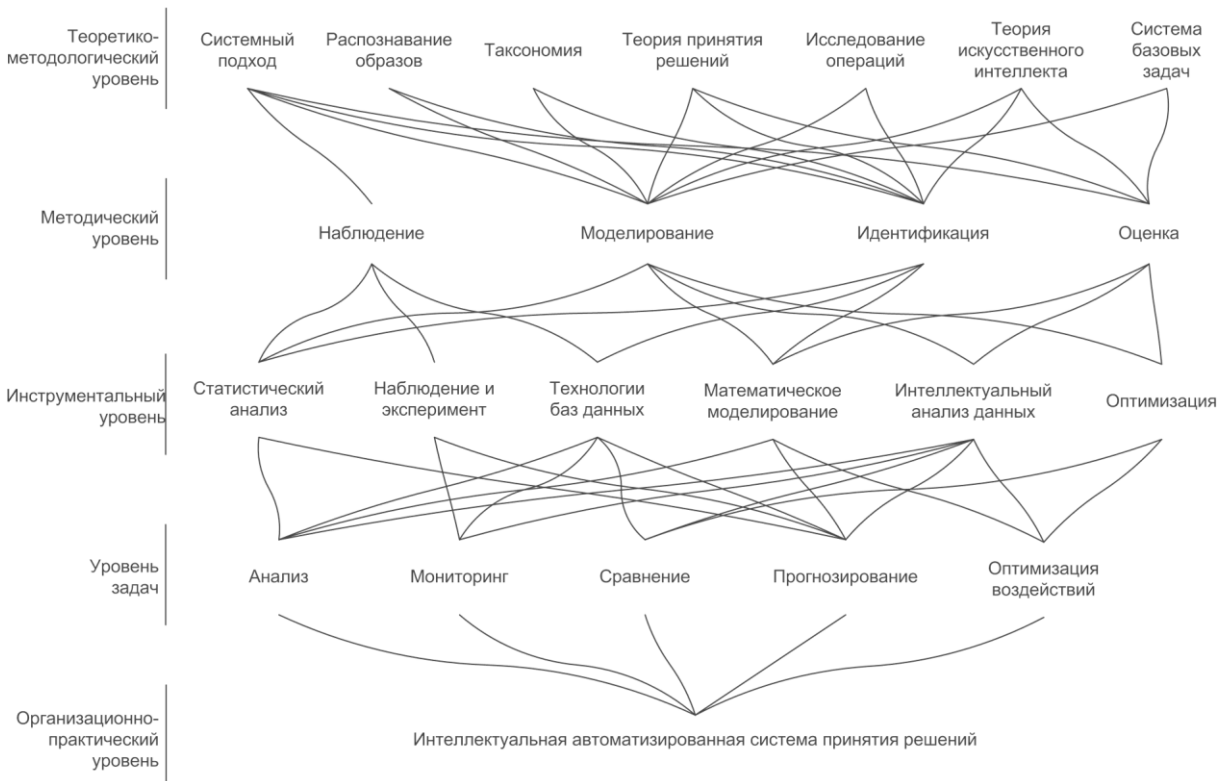 Теоретико-
методологический
уровень
Системный
подход
Распознавание
образов
Таксономия
Теория принятия
решений
Исследование
операций
Теория
искусственного
интеллекта
Система
базовых
задач
Методический
уровень
Наблюдение
Моделирование
Идентификация
Оценка
Инструментальный
уровень
Статистический
анализ
Наблюдение и
эксперимент
Технологии
баз данных
Математическое
моделирование
Интеллектуальный
анализ данных
Оптимизация
Уровень
задач
Анализ
Мониторинг
Сравнение
Прогнозирование
Оптимизация
воздействий
Организационно-
практический
уровень
Интеллектуальная автоматизированная система принятия решений